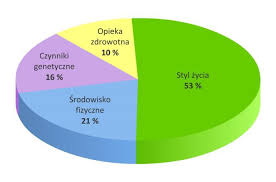 Opieka
zdrowotna
10 %
Czynniki
genetyczne
16 %
Styl życia
53 %
Środowisko
fizyczne
21 %